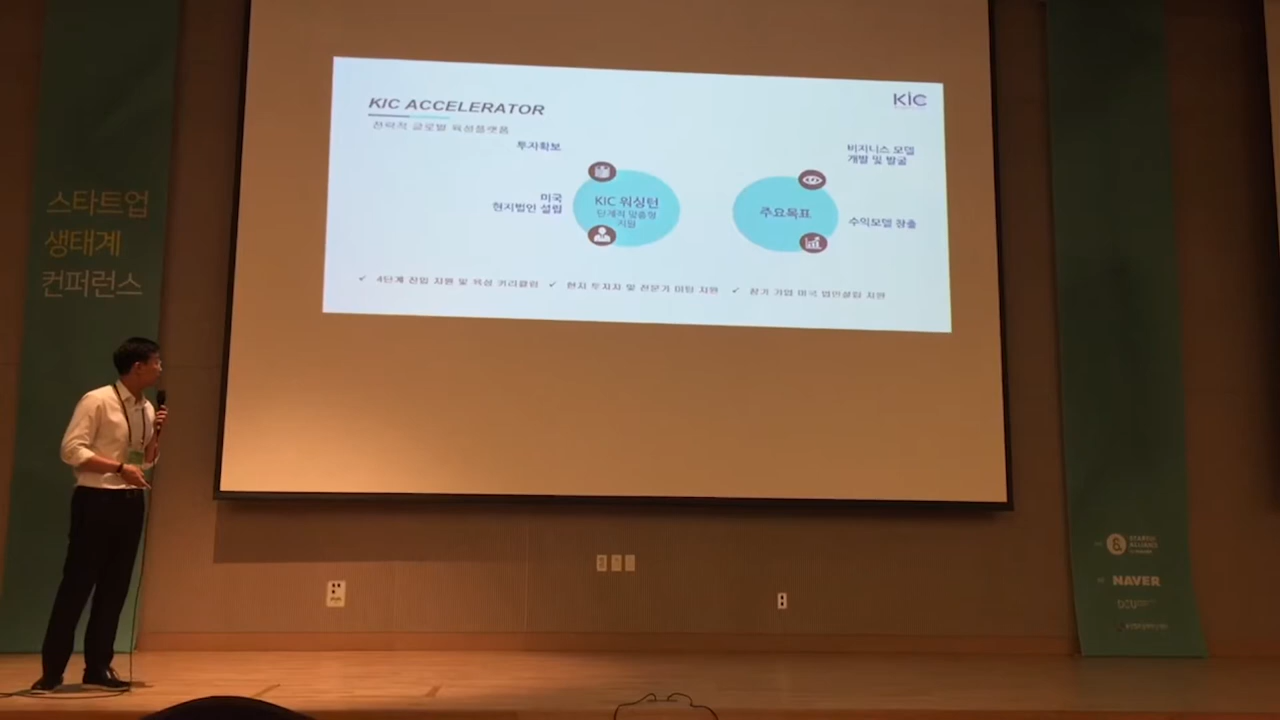 스타트업
생태계
컨퍼런스
KIC ACCELERATOR
KIC
전략적 글로벌 육성플랫폼
투자확보
미국
현지법인 설립
KIC 워싱턴
단계적 맞춤형
지원
주요목표
비지니스 모델
개발 및 발굴
수익모델 창출
✓ 4단계 진입 지원 및 육성 커리큘럼
✓ 현지 투자자 및 전문가 미팅 지원
✓ 참가 기업 미국 법인설립 지원
&
STARTUP
ALLIANCE
NAVER